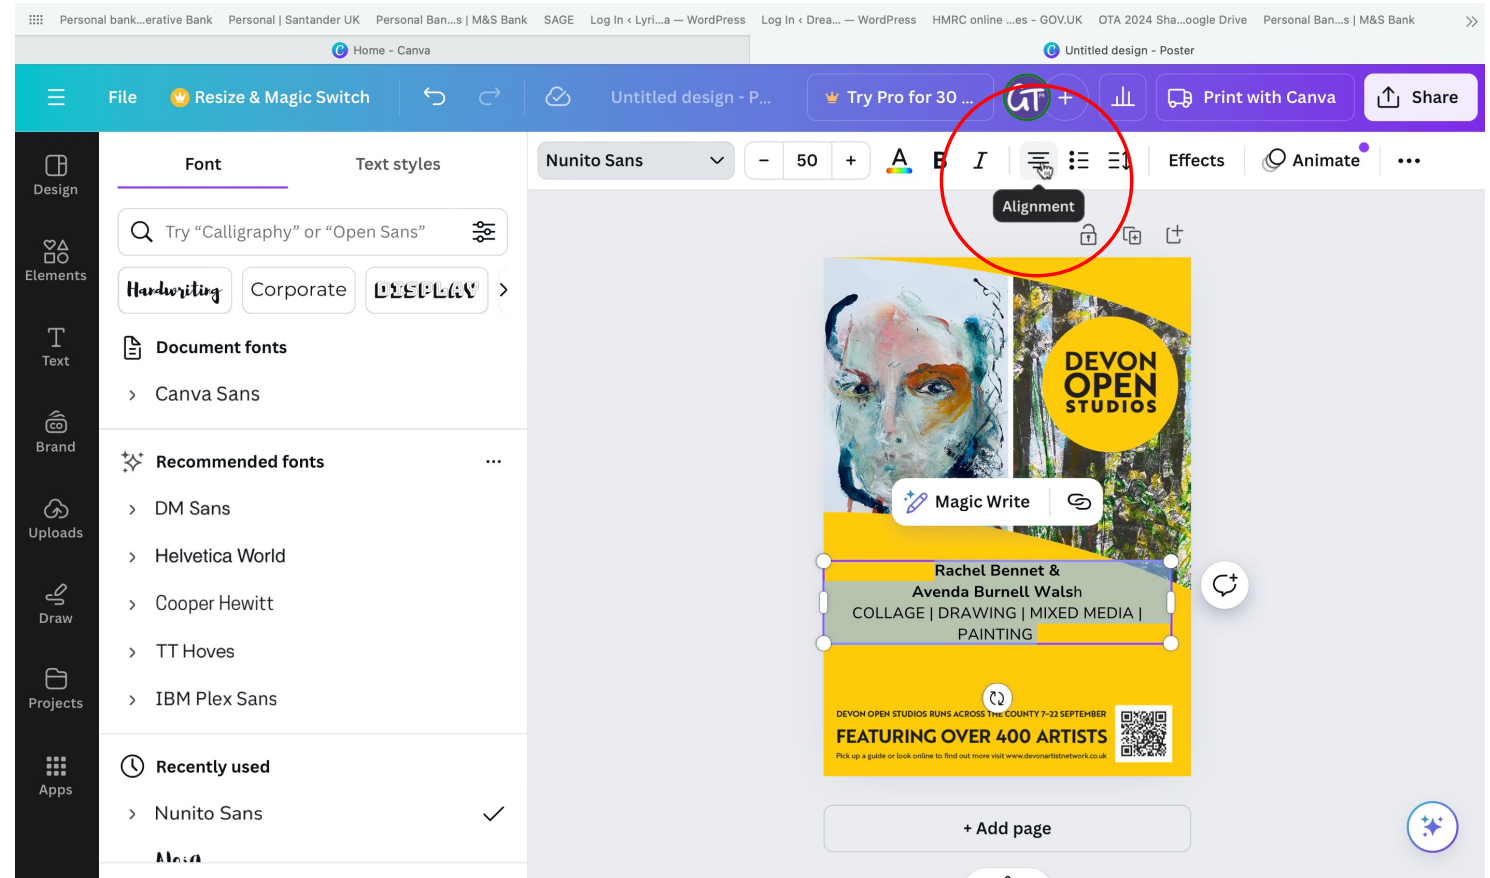 Personal bank...erative Bank Personal | Santander UK Personal Ban...s | M&S Bank SAGE Log In ‹ Lyri...a — WordPress Log In ‹ Drea... — WordPress HMRC online ...es - GOV.UK OTA 2024 Sha...oogle Drive Personal Ban...s | M&S Bank
Home - Canva
Untitled design - Poster
File
Resize & Magic Switch
Untitled design - P...
Try Pro for 30 ...
GT
+
Print with Canva
Share
Design
Elements
Text
Brand
Uploads
Draw
Projects
Apps
Font
Text styles
Try “Calligraphy” or “Open Sans”
Handwriting
Corporate
DISPLAY
Document fonts
Canva Sans
Recommended fonts
DM Sans
Helvetica World
Cooper Hewitt
TT Hoves
IBM Plex Sans
Recently used
Nunito Sans
Nunito Sans
– 50 +
A
B
I
Effects
Animate
Alignment
DEVON
OPEN
STUDIOS
Magic Write
Rachel Bennet &
Avenda Burnell Walsh
COLLAGE | DRAWING | MIXED MEDIA |
PAINTING
DEVON OPEN STUDIOS RUNS ACROSS THE COUNTY 7–22 SEPTEMBER
FEATURING OVER 400 ARTISTS
Pick up a guide or look online to find out more visit www.devonartistnetwork.co.uk
+ Add page